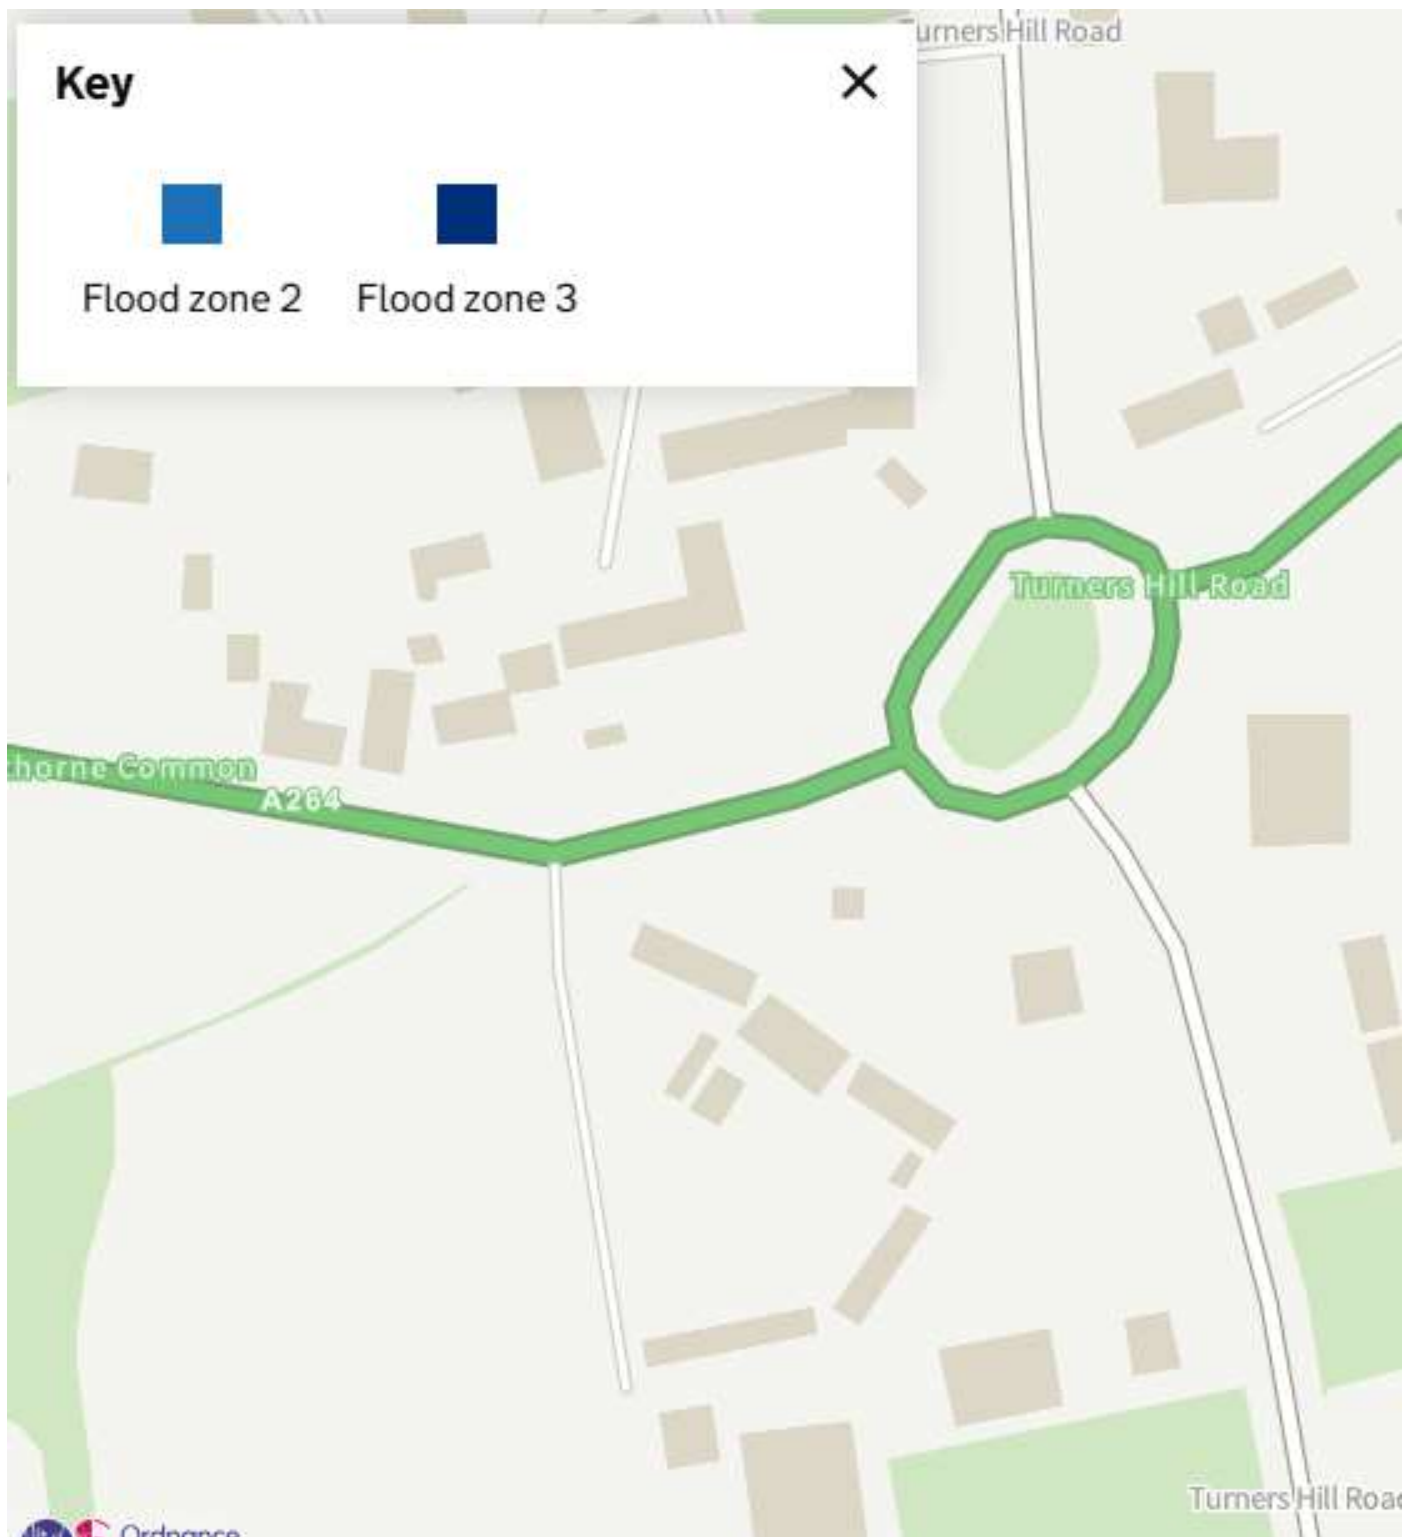 urners Hill Road
Key
Flood zone 2 Flood zone 3
Turners Hill Road
horne Common
A264
Turners Hill Road
Ordnance